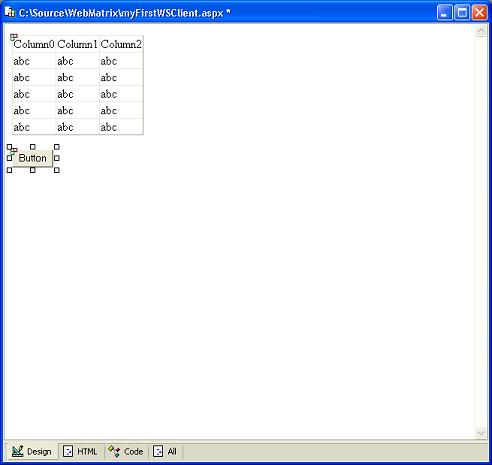 C:\Source\WebMatrix\myFirstWSClient.aspx *
Column0 Column1 Column2
abc abc abc
abc abc abc
abc abc abc
abc abc abc
abc abc abc
Button
Design HTML Code All